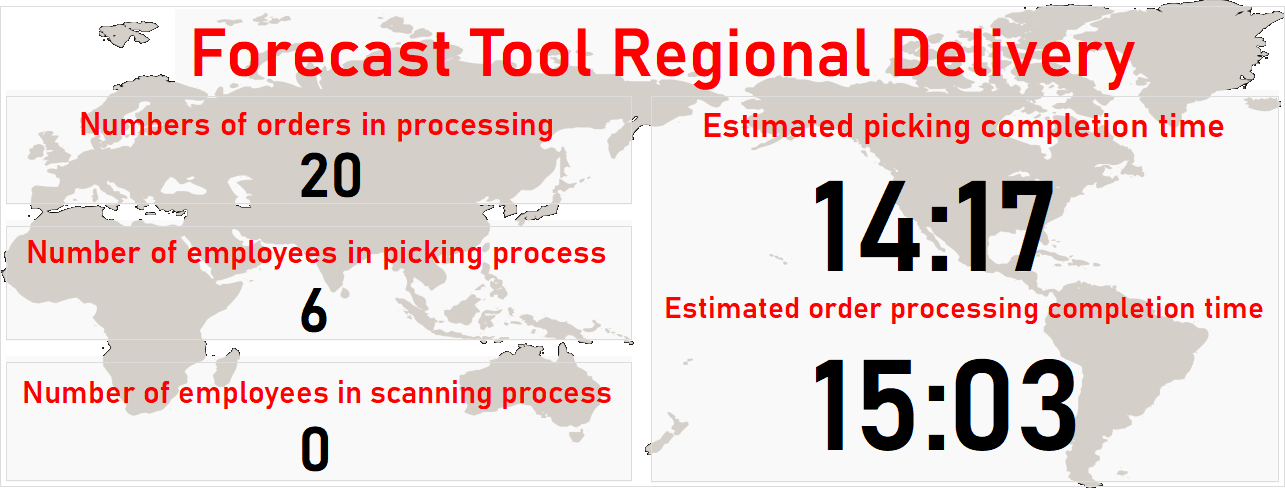 Forecast Tool Regional Delivery
Numbers of orders in processing
20
Number of employees in picking process
6
Number of employees in scanning process
0
Estimated picking completion time
14:17
Estimated order processing completion time
15:03